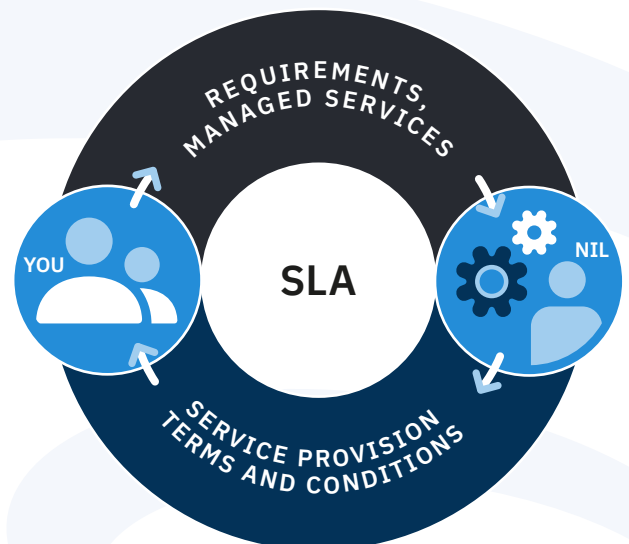 REQUIREMENTS,
MANAGED SERVICES
YOU
SLA
NIL
SERVICE PROVISION
TERMS AND CONDITIONS